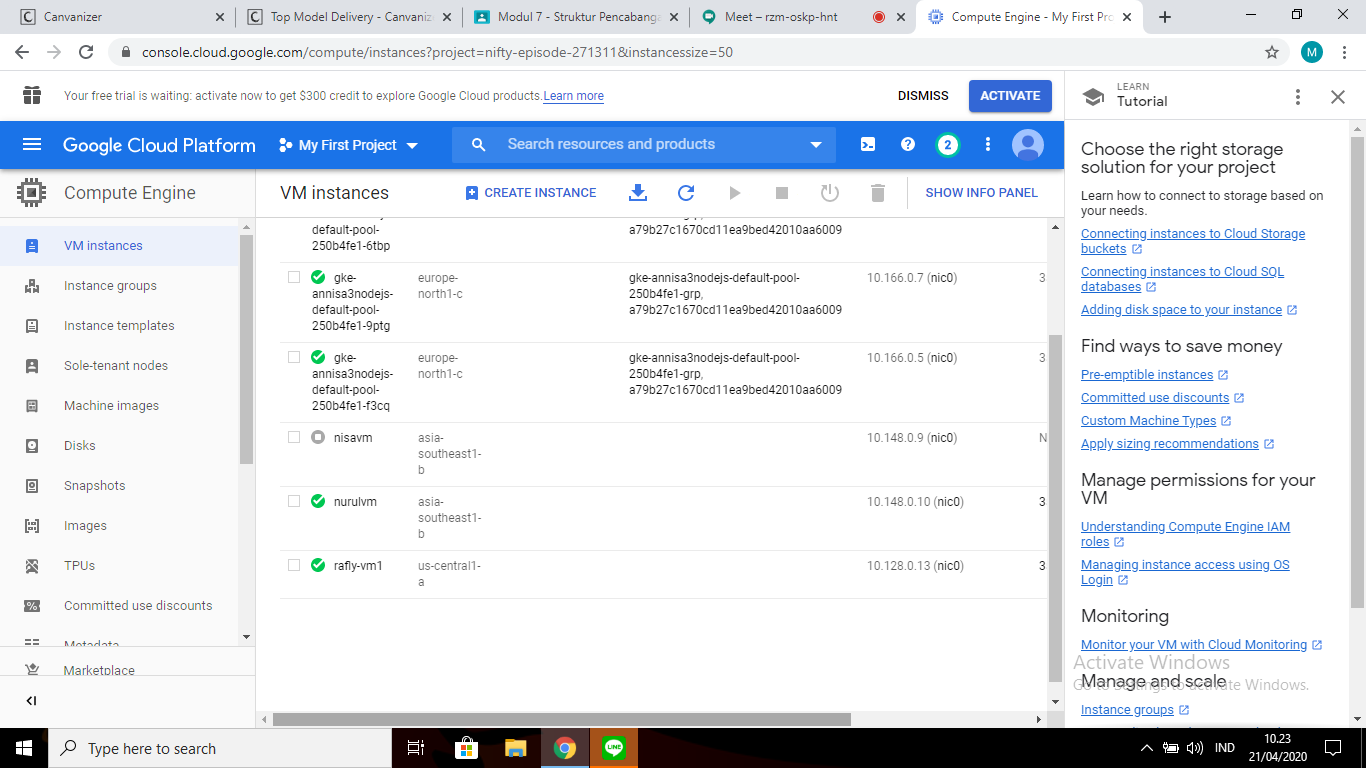 Canvanizer
Top Model Delivery - Canvaniz
Modul 7 - Struktur Pencabanga
Meet – rzm-oskp-hnt
Compute Engine - My First Pro
console.cloud.google.com/compute/instances?project=nifty-episode-271311&instancessize=50
M
Your free trial is waiting: activate now to get $300 credit to explore Google Cloud products. Learn more
DISMISS
ACTIVATE
Google Cloud Platform
My First Project
Search resources and products
2
Compute Engine
VM instances
CREATE INSTANCE
SHOW INFO PANEL
VM instances
Instance groups
Instance templates
Sole-tenant nodes
Machine images
Disks
Snapshots
Images
TPUs
Committed use discounts
Metadata
Marketplace
default-pool-
250b4fe1-6tbp
a79b27c1670cd11ea9bed42010aa6009
gke-
annisa3nodejs-
default-pool-
250b4fe1-9ptg
europe-
north1-c
gke-annisa3nodejs-default-pool-
250b4fe1-grp,
a79b27c1670cd11ea9bed42010aa6009
10.166.0.7 (nic0)
3
gke-
annisa3nodejs-
default-pool-
250b4fe1-f3cq
europe-
north1-c
gke-annisa3nodejs-default-pool-
250b4fe1-grp,
a79b27c1670cd11ea9bed42010aa6009
10.166.0.5 (nic0)
3
nisavm
asia-
southeast1-
b
10.148.0.9 (nic0)
N
nurulvm
asia-
southeast1-
b
10.148.0.10 (nic0)
3
rafly-vm1
us-central1-
a
10.128.0.13 (nic0)
3
LEARN
Tutorial
Choose the right storage
solution for your project
Learn how to connect to storage based on
your needs.
Connecting instances to Cloud Storage
buckets
Connecting instances to Cloud SQL
databases
Adding disk space to your instance
Find ways to save money
Pre-emptible instances
Committed use discounts
Custom Machine Types
Apply sizing recommendations
Manage permissions for your
VM
Understanding Compute Engine IAM
roles
Managing instance access using OS
Login
Monitoring
Monitor your VM with Cloud Monitoring
Activate Windows
Manage and scale
Go to Settings to activate Windows.
Instance groups
Type here to search
LINE
IND
10.23
21/04/2020